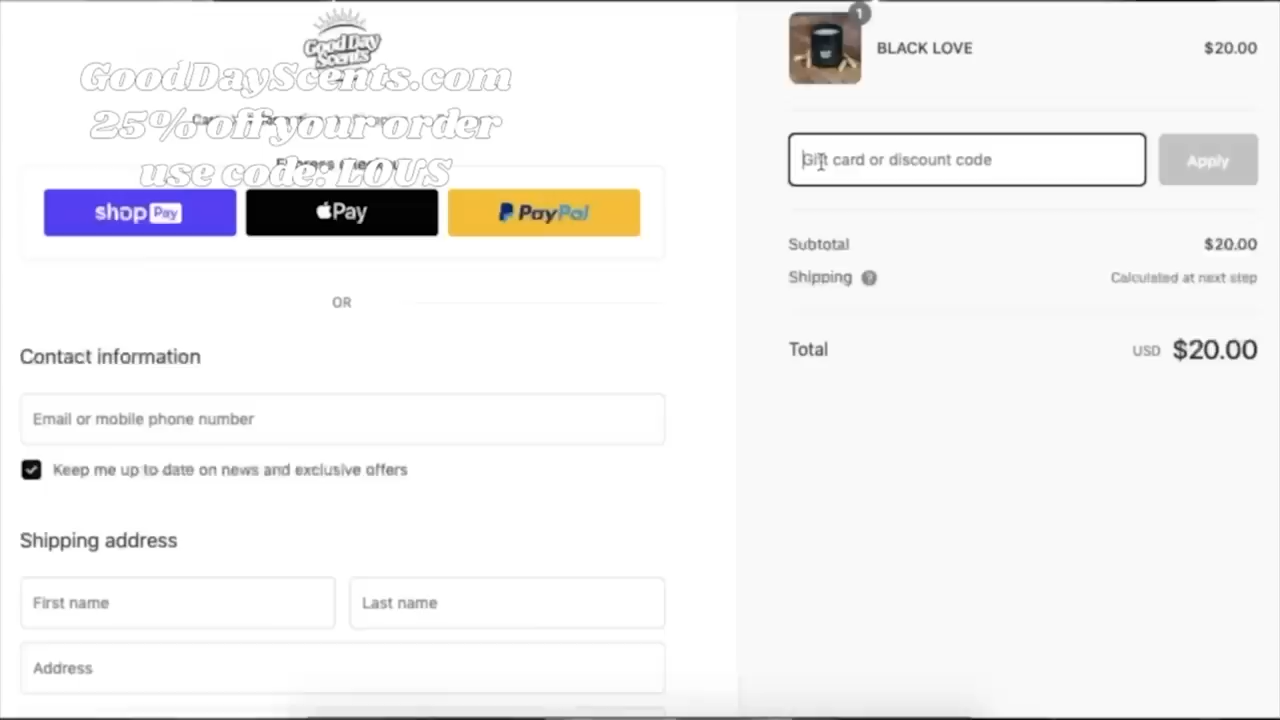 Good Day
Scents
GoodDayScents.com
25% off your order
use code: LOUS
Express checkout
shop Pay
Pay
PayPal
OR
Contact information
Email or mobile phone number
Keep me up to date on news and exclusive offers
Shipping address
First name
Last name
Address
1
BLACK LOVE
$20.00
Gift card or discount code
Apply
Subtotal
$20.00
Shipping
?
Calculated at next step
Total
USD
$20.00